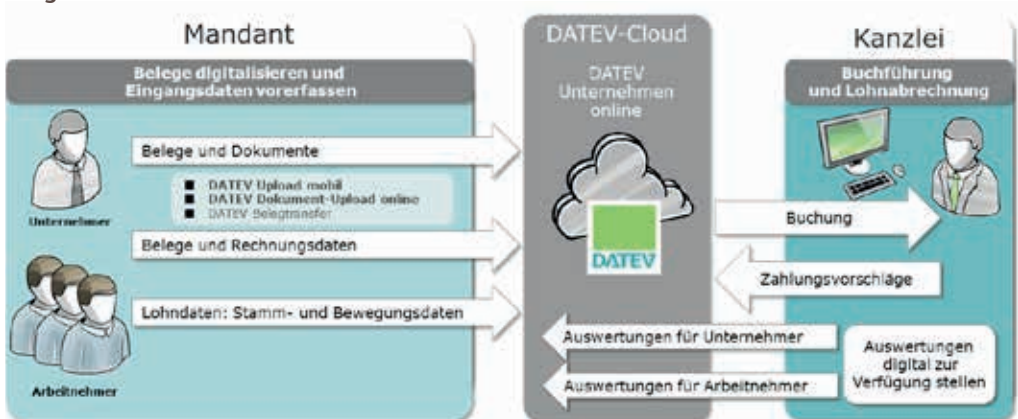 Mandant
Belege digitalisieren und
Eingangsdaten vorerfassen
Unternehmer
Belege und Dokumente
■ DATEV Upload mobil
■ DATEV Dokument-Upload online
■ DATEV Belegtransfer
Belege und Rechnungsdaten
Lohndaten: Stamm- und Bewegungsdaten
Arbeitnehmer
DATEV-Cloud
DATEV
Unternehmen
online
DATEV
Kanzlei
Buchführung
und Lohnabrechnung
Buchung
Zahlungsvorschläge
Auswertungen für Unternehmer
Auswertungen für Arbeitnehmer
Auswertungen
digital zur
Verfügung stellen